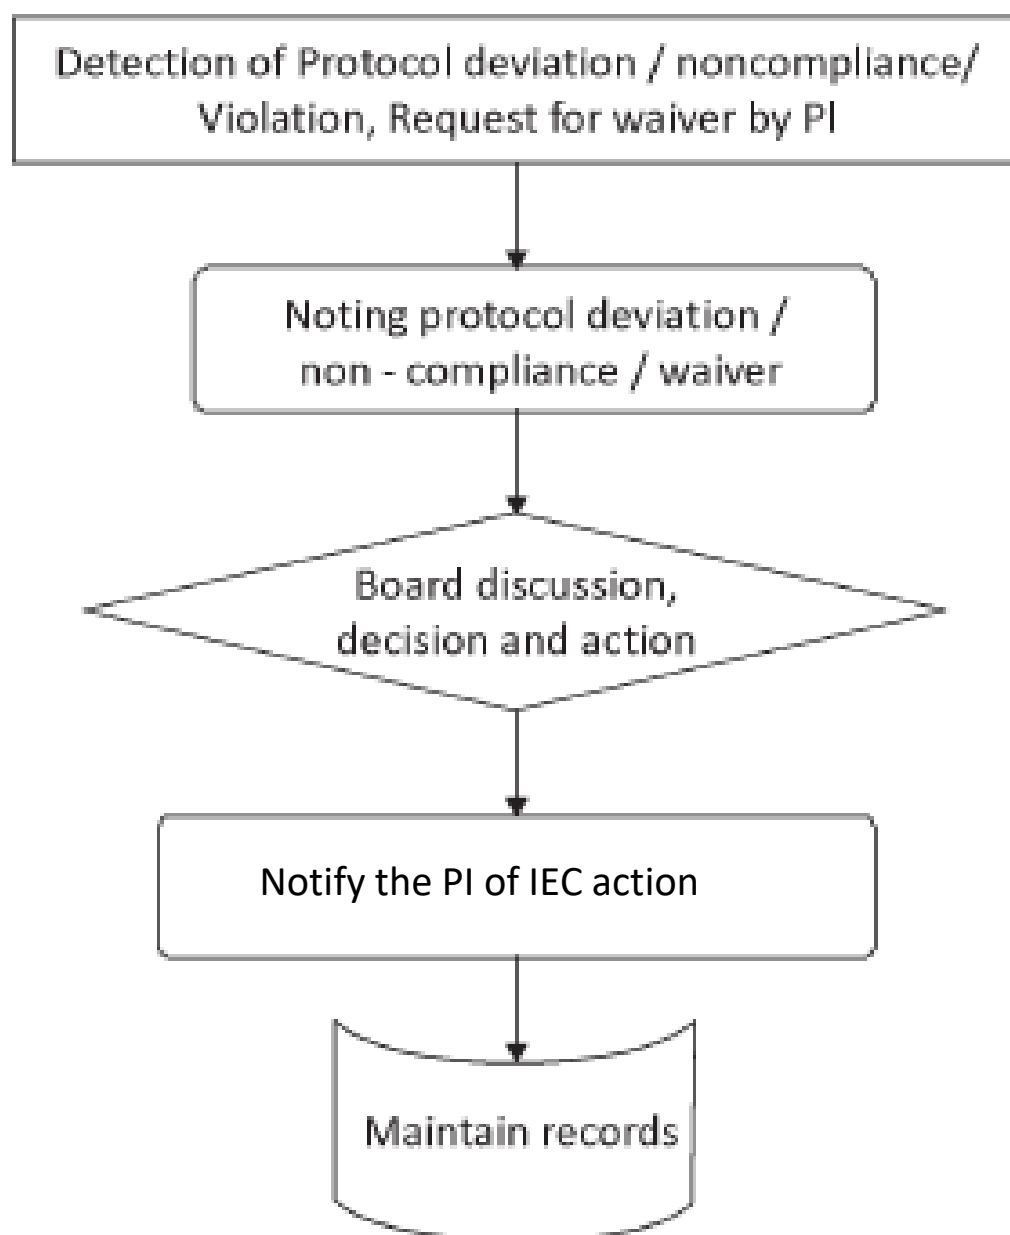 Detection of Protocol deviation / noncompliance/
Violation, Request for waiver by PI
Noting protocol deviation /
non - compliance / waiver
Board discussion,
decision and action
Notify the PI of IEC action
Maintain records